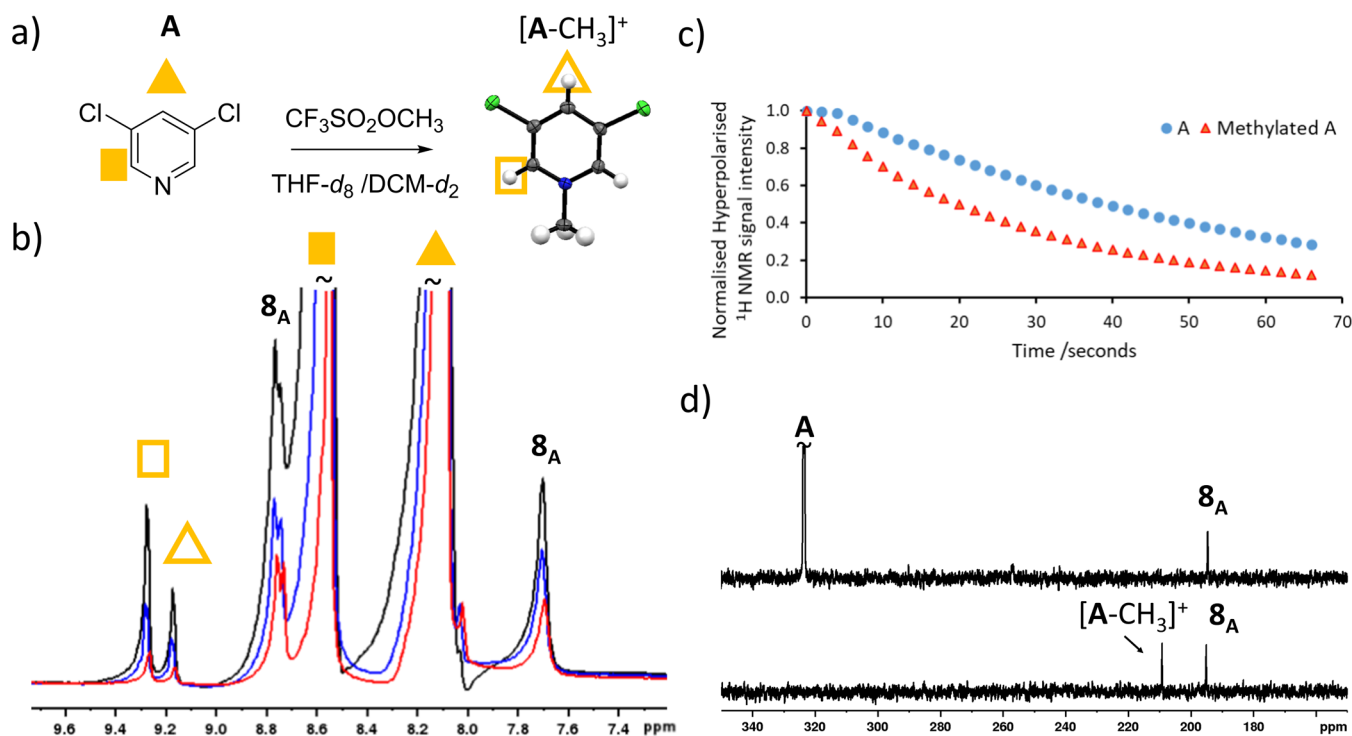 a)
A
[A-CH₃]⁺
Cl
Cl
N
CF₃SO₂OCH₃
THF-d₈ /DCM-d₂
b)
8A
8A
9.6 9.4 9.2 9.0 8.8 8.6 8.4 8.2 8.0 7.8 7.6 7.4 ppm
c)
Normalised Hyperpolarised
¹H NMR signal intensity
1.0
0.8
0.6
0.4
0.2
0.0
A Methylated A
0 10 20 30 40 50 60 70
Time /seconds
d)
A
8A
[A-CH₃]⁺
8A
340 320 300 280 260 240 220 200 180 ppm